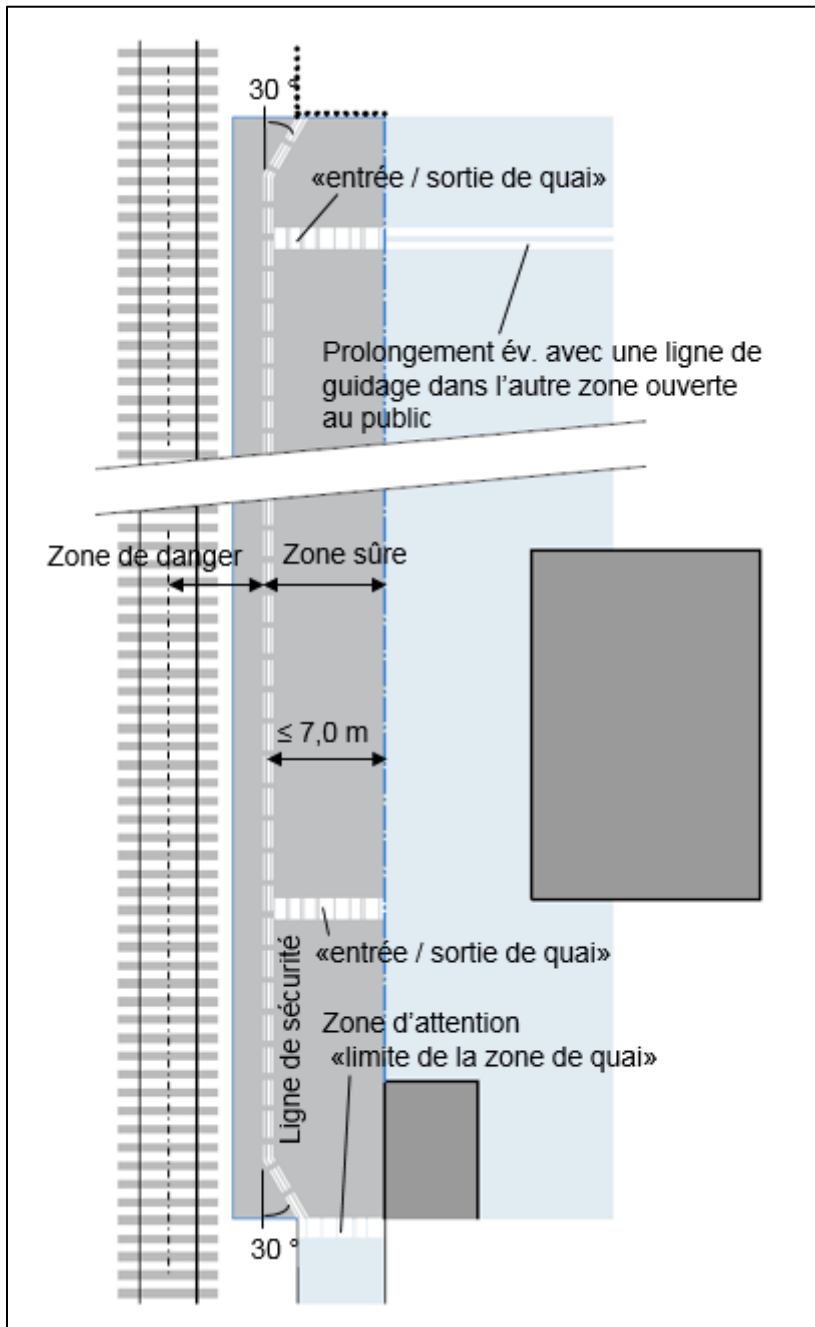 30 °
«entrée / sortie de quai»
Prolongement év. avec une ligne de
guidage dans l'autre zone ouverte
au public
Zone de danger
Zone sûre
≤ 7,0 m
«entrée / sortie de quai»
Ligne de sécurité
Zone d'attention
«limite de la zone de quai»
30 °